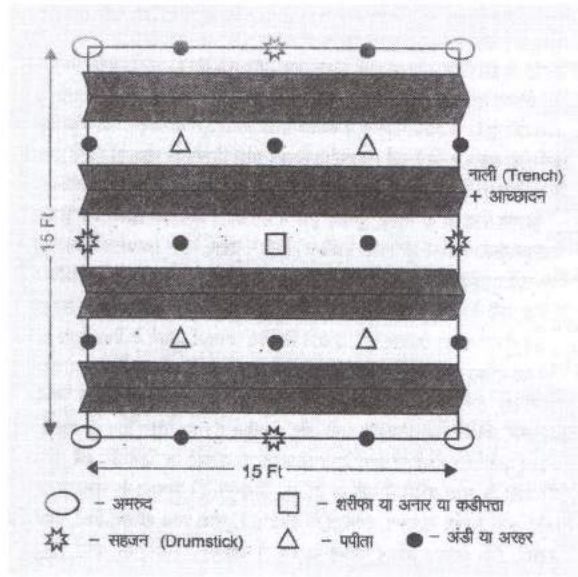 नाली (Trench)
+ आच्छादन
15 Ft
15 Ft
- अमरुद
- शरीफा या अनार या कडीपत्ता
- सहजन (Drumstick)
- पपीता
- अंडी या अरहर